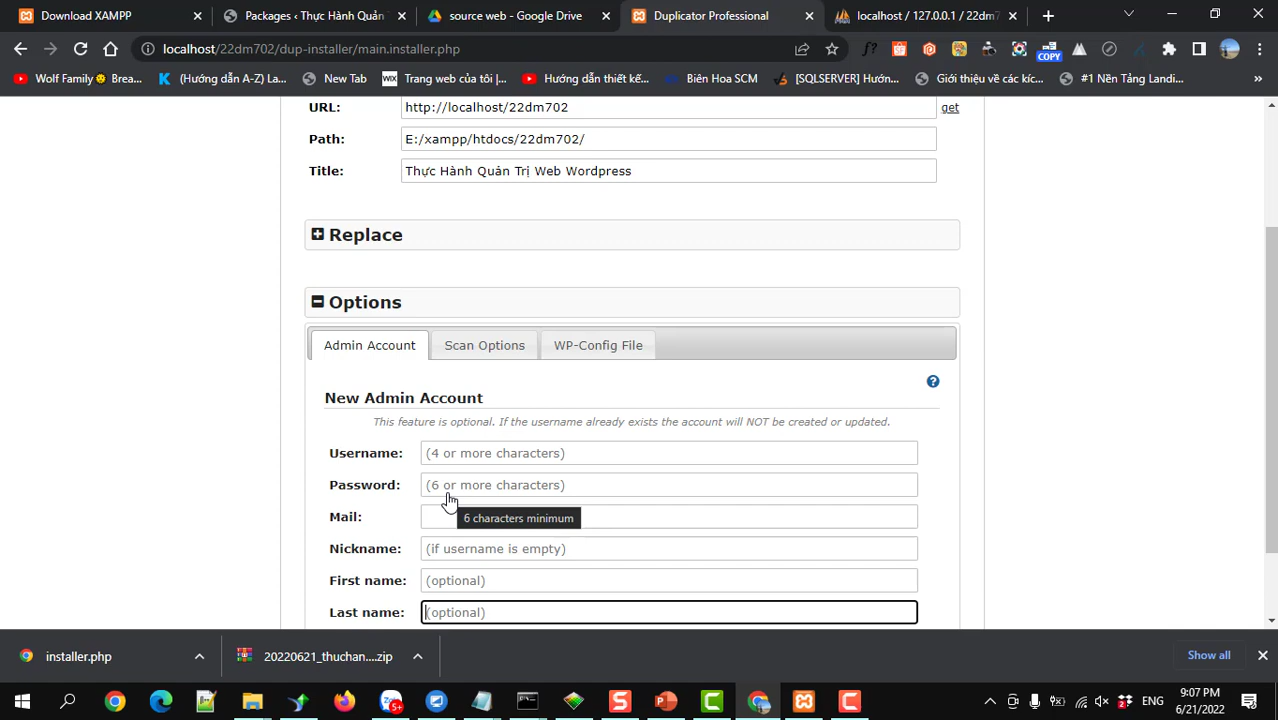 Download XAMPP
Packages ‹ Thực Hành Quản
source web - Google Drive
Duplicator Professional
localhost / 127.0.0.1 / 22dm7
localhost/22dm702/dup-installer/main.installer.php
COPY
Wolf Family Brea...
(Hướng dẫn A-Z) La...
New Tab
Trang web của tôi |...
Hướng dẫn thiết kế...
Biên Hòa SCM
[SQLSERVER] Hướn...
Giới thiệu về các kíc...
#1 Nền Tảng Landi...
URL:
http://localhost/22dm702
get
Path:
E:/xampp/htdocs/22dm702/
Title:
Thực Hành Quản Trị Web Wordpress
Replace
Options
Admin Account
Scan Options
WP-Config File
New Admin Account
This feature is optional. If the username already exists the account will NOT be created or updated.
Username:
(4 or more characters)
Password:
(6 or more characters)
6 characters minimum
Mail:
Nickname:
(if username is empty)
First name:
(optional)
Last name:
(optional)
installer.php
20220621_thuchan....zip
Show all
ENG
9:07 PM
6/21/2022